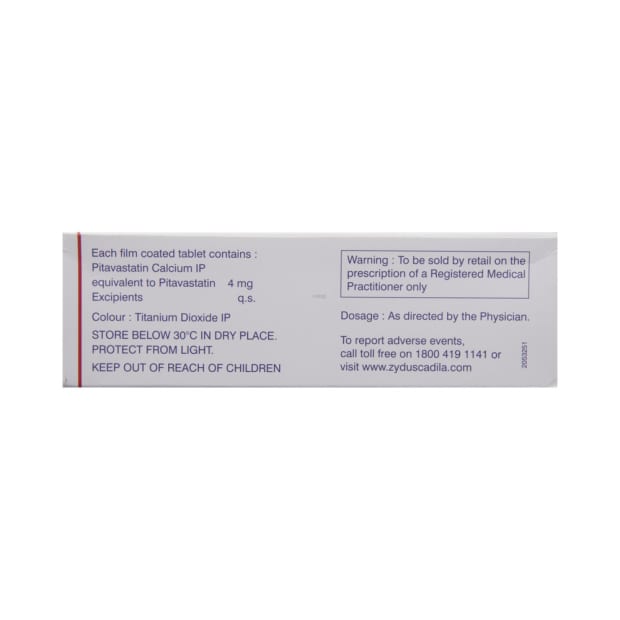 Each film coated tablet contains :
Pitavastatin Calcium IP
equivalent to Pitavastatin 4 mg
Excipients q.s.
Colour : Titanium Dioxide IP
STORE BELOW 30°C IN DRY PLACE.
PROTECT FROM LIGHT.
KEEP OUT OF REACH OF CHILDREN
Warning : To be sold by retail on the
prescription of a Registered Medical
Practitioner only
Dosage : As directed by the Physician.
To report adverse events,
call toll free on 1800 419 1141 or
visit www.zyduscadila.com
2053251